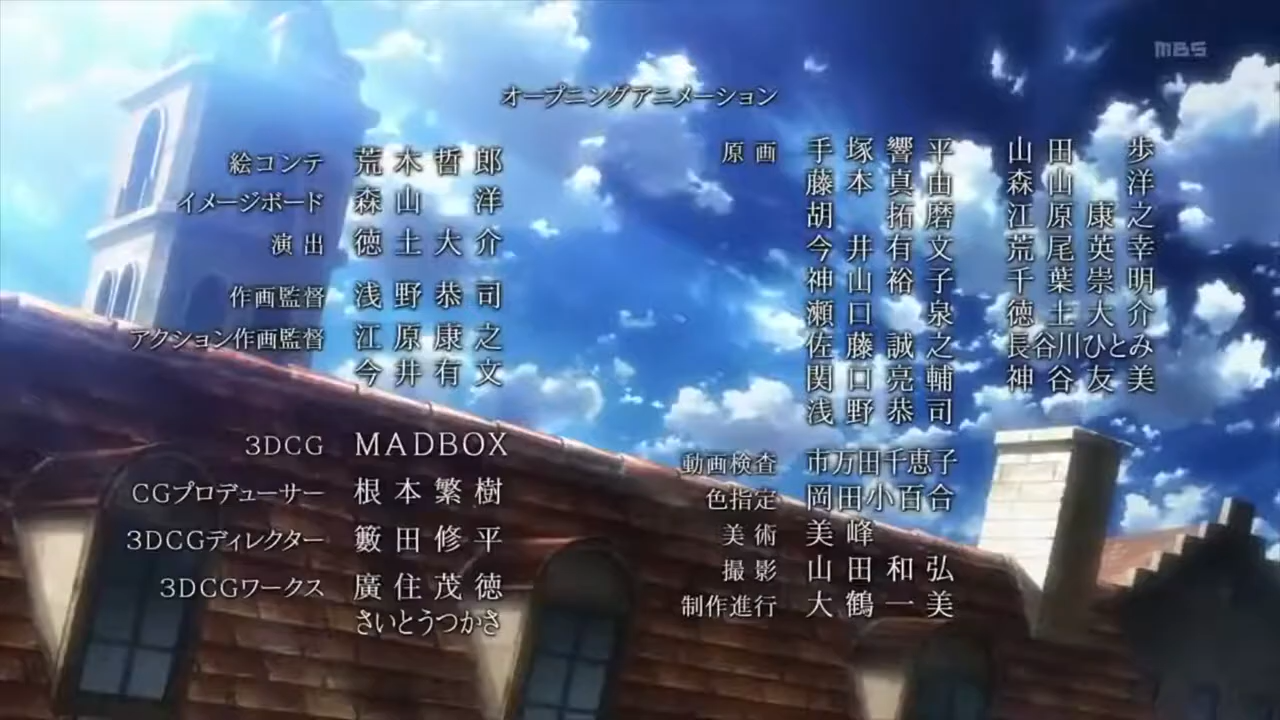 MBS
オープニングアニメーション
絵コンテ 荒木哲郎
イメージボード 森山 洋
演出 徳土大介
作画監督 浅野恭司
アクション作画監督 江原康之
今井有文
3DCG MADBOX
CGプロデューサー 根本繁樹
3DCGディレクター 籔田修平
3DCGワークス 廣住茂徳
さいとうつかさ
原画 手塚響平 山田 歩
藤本真由 森山 洋
胡 拓磨 江原康之
今井有文 荒尾英幸
神山裕子 千葉崇明
瀬口 泉 徳土大介
佐藤誠之 長谷川ひとみ
関口亮輔 神谷友美
浅野恭司
動画検査 市万田千恵子
色指定 岡田小百合
美術 美峰
撮影 山田和弘
制作進行 大鶴一美